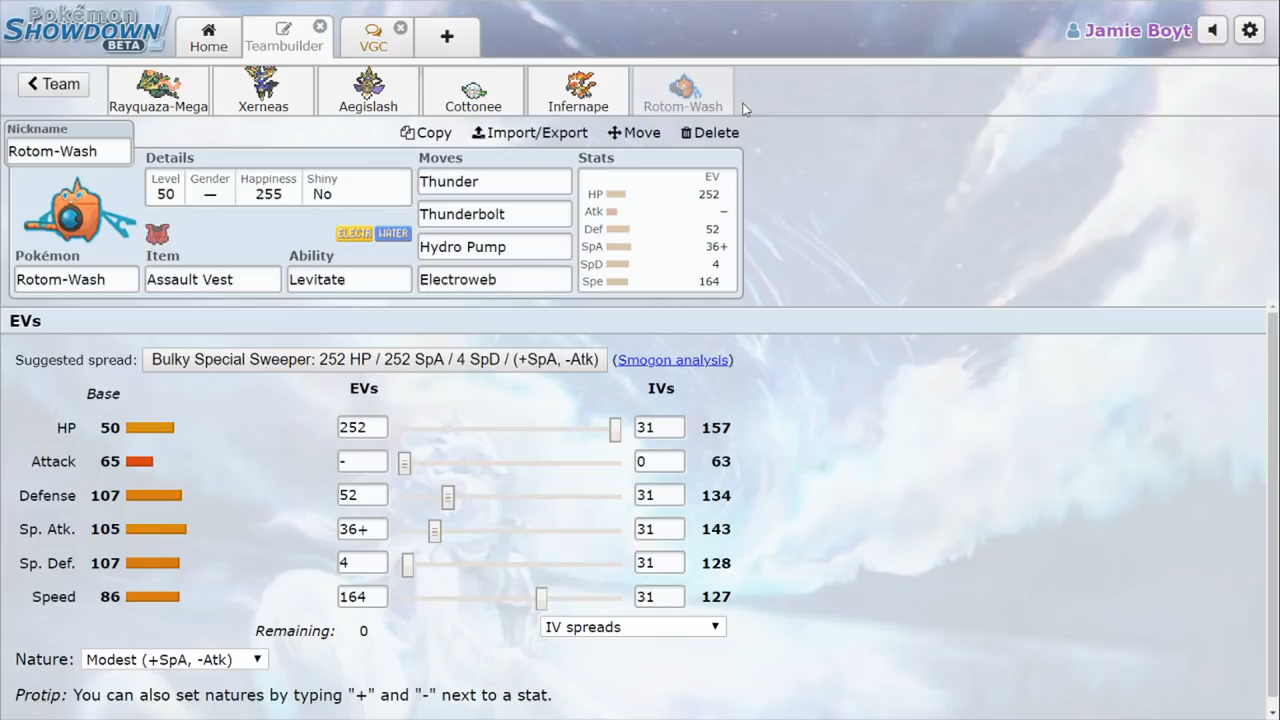 Pokémon
SHOWDOWN!
BETA
Home
Teambuilder
VGC
+
Jamie Boyt
Team
Rayquaza-Mega
Xerneas
Aegislash
Cottonee
Infernape
Rotom-Wash
Copy
Import/Export
Move
Delete
Nickname
Rotom-Wash
Details
Level
Gender
Happiness
Shiny
50
—
255
No
ELECTR
WATER
Pokémon
Item
Ability
Rotom-Wash
Assault Vest
Levitate
Moves
Thunder
Thunderbolt
Hydro Pump
Electroweb
Stats
EV
HP 252
Atk –
Def 52
SpA 36+
SpD 4
Spe 164
EVs
Suggested spread: Bulky Special Sweeper: 252 HP / 252 SpA / 4 SpD / (+SpA, -Atk) (Smogon analysis)
Base EVs IVs
HP 50 252 31 157
Attack 65 - 0 63
Defense 107 52 31 134
Sp. Atk. 105 36+ 31 143
Sp. Def. 107 4 31 128
Speed 86 164 31 127
Remaining: 0
IV spreads
Nature: Modest (+SpA, -Atk)
Protip: You can also set natures by typing "+" and "-" next to a stat.